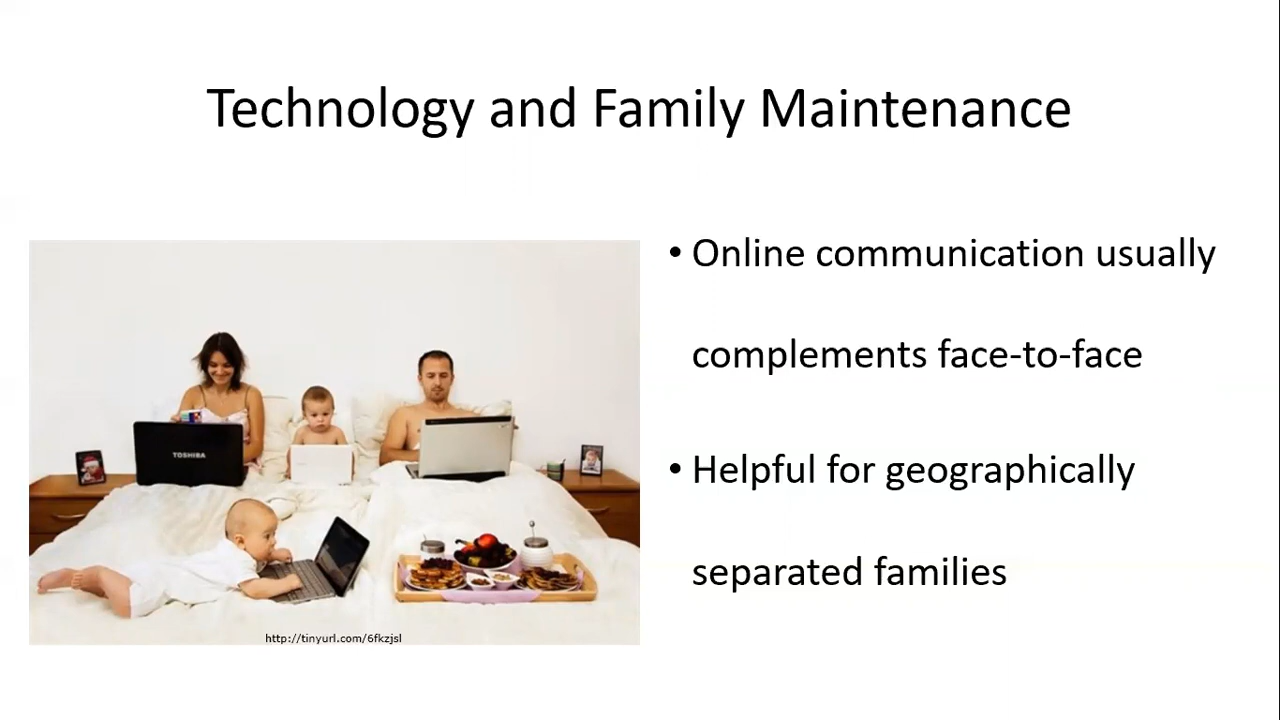 Technology and Family Maintenance
• Online communication usually
complements face-to-face
• Helpful for geographically
separated families
TOSHIBA
http://tinyurl.com/6fkzjsl